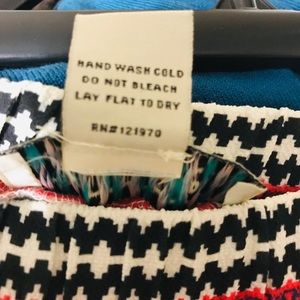 HAND WASH COLD
DO NOT BLEACH
LAY FLAT TO DRY
RN#121970